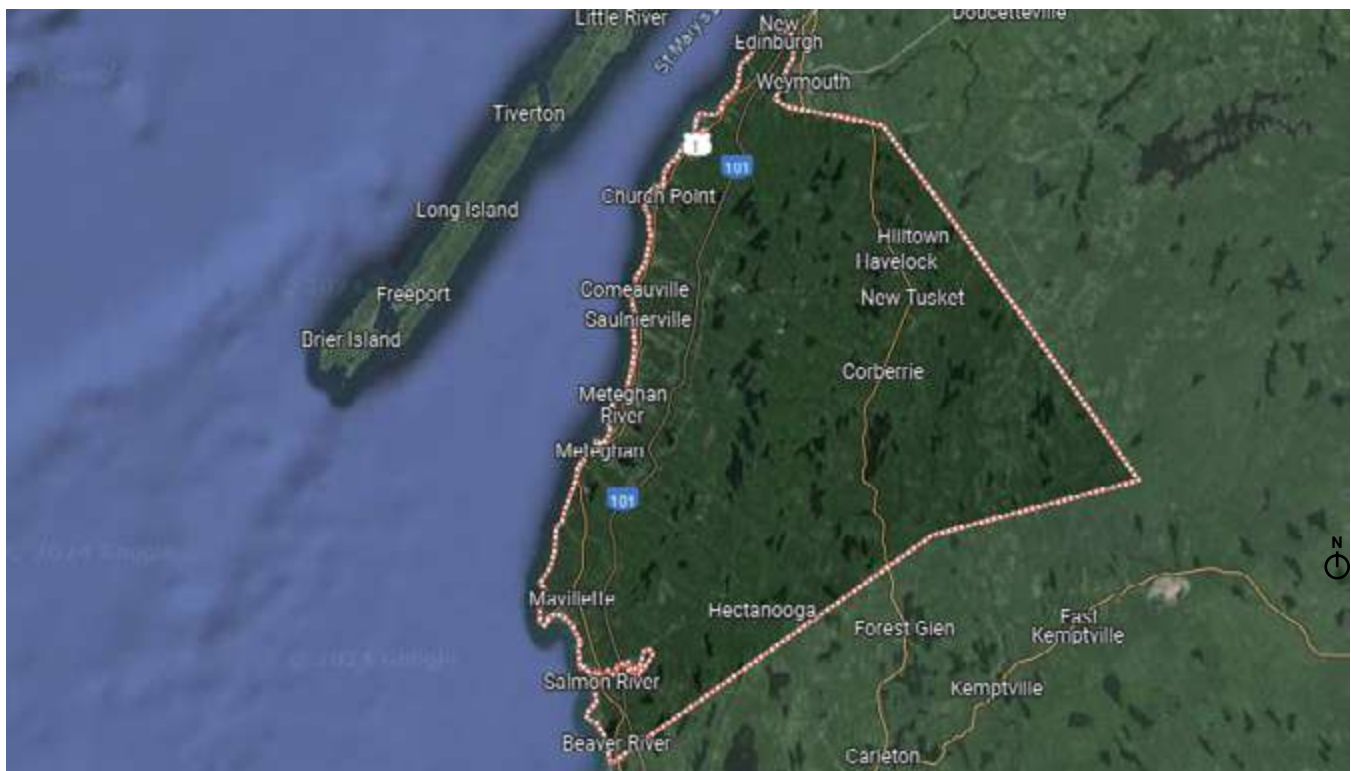 Little River
St Mary's
New
Edinburgh
Doucetteville
Weymouth
Tiverton
1
101
Church Point
Long Island
Hilltown
Havelock
New Tusket
Comeauville
Saulnierville
Freeport
Brier Island
Corberrie
Meteghan
River
Meteghan
101
N
Mavillette
Hectanooga
Forest Glen
East
Kemptville
Salmon River
Kemptville
Beaver River
Carleton